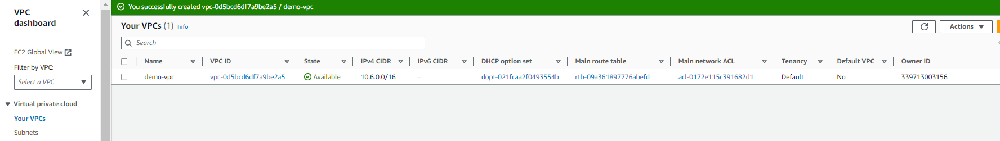 You successfully created vpc-0d5bcd6df7a9be2a5 / demo-vpc
VPC
dashboard
EC2 Global View
Filter by VPC:
Select a VPC
Virtual private cloud
Your VPCs
Subnets
Your VPCs (1) Info
Actions
Search
Name VPC ID State IPv4 CIDR IPv6 CIDR DHCP option set Main route table Main network ACL Tenancy Default VPC Owner ID
demo-vpc vpc-0d5bcd6df7a9be2a5 Available 10.6.0.0/16 – dopt-021fcaa2f0493554b rtb-09a361897776abefd acl-0172e115c391682d1 Default No 339713003156